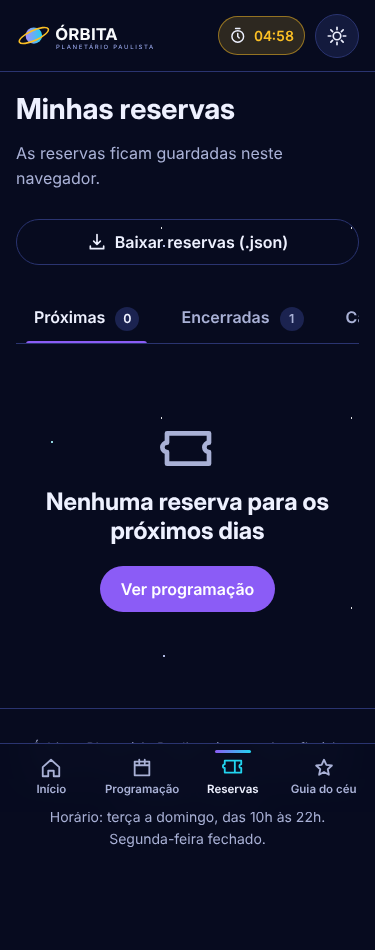 ÓRBITA
PLANETÁRIO PAULISTA
04:58
Minhas reservas
As reservas ficam guardadas neste
navegador.
Baixar reservas (.json)
Próximas 0
Encerradas 1
Nenhuma reserva para os
próximos dias
Ver programação
Início
Programação
Reservas
Guia do céu
Horário: terça a domingo, das 10h às 22h.
Segunda-feira fechado.